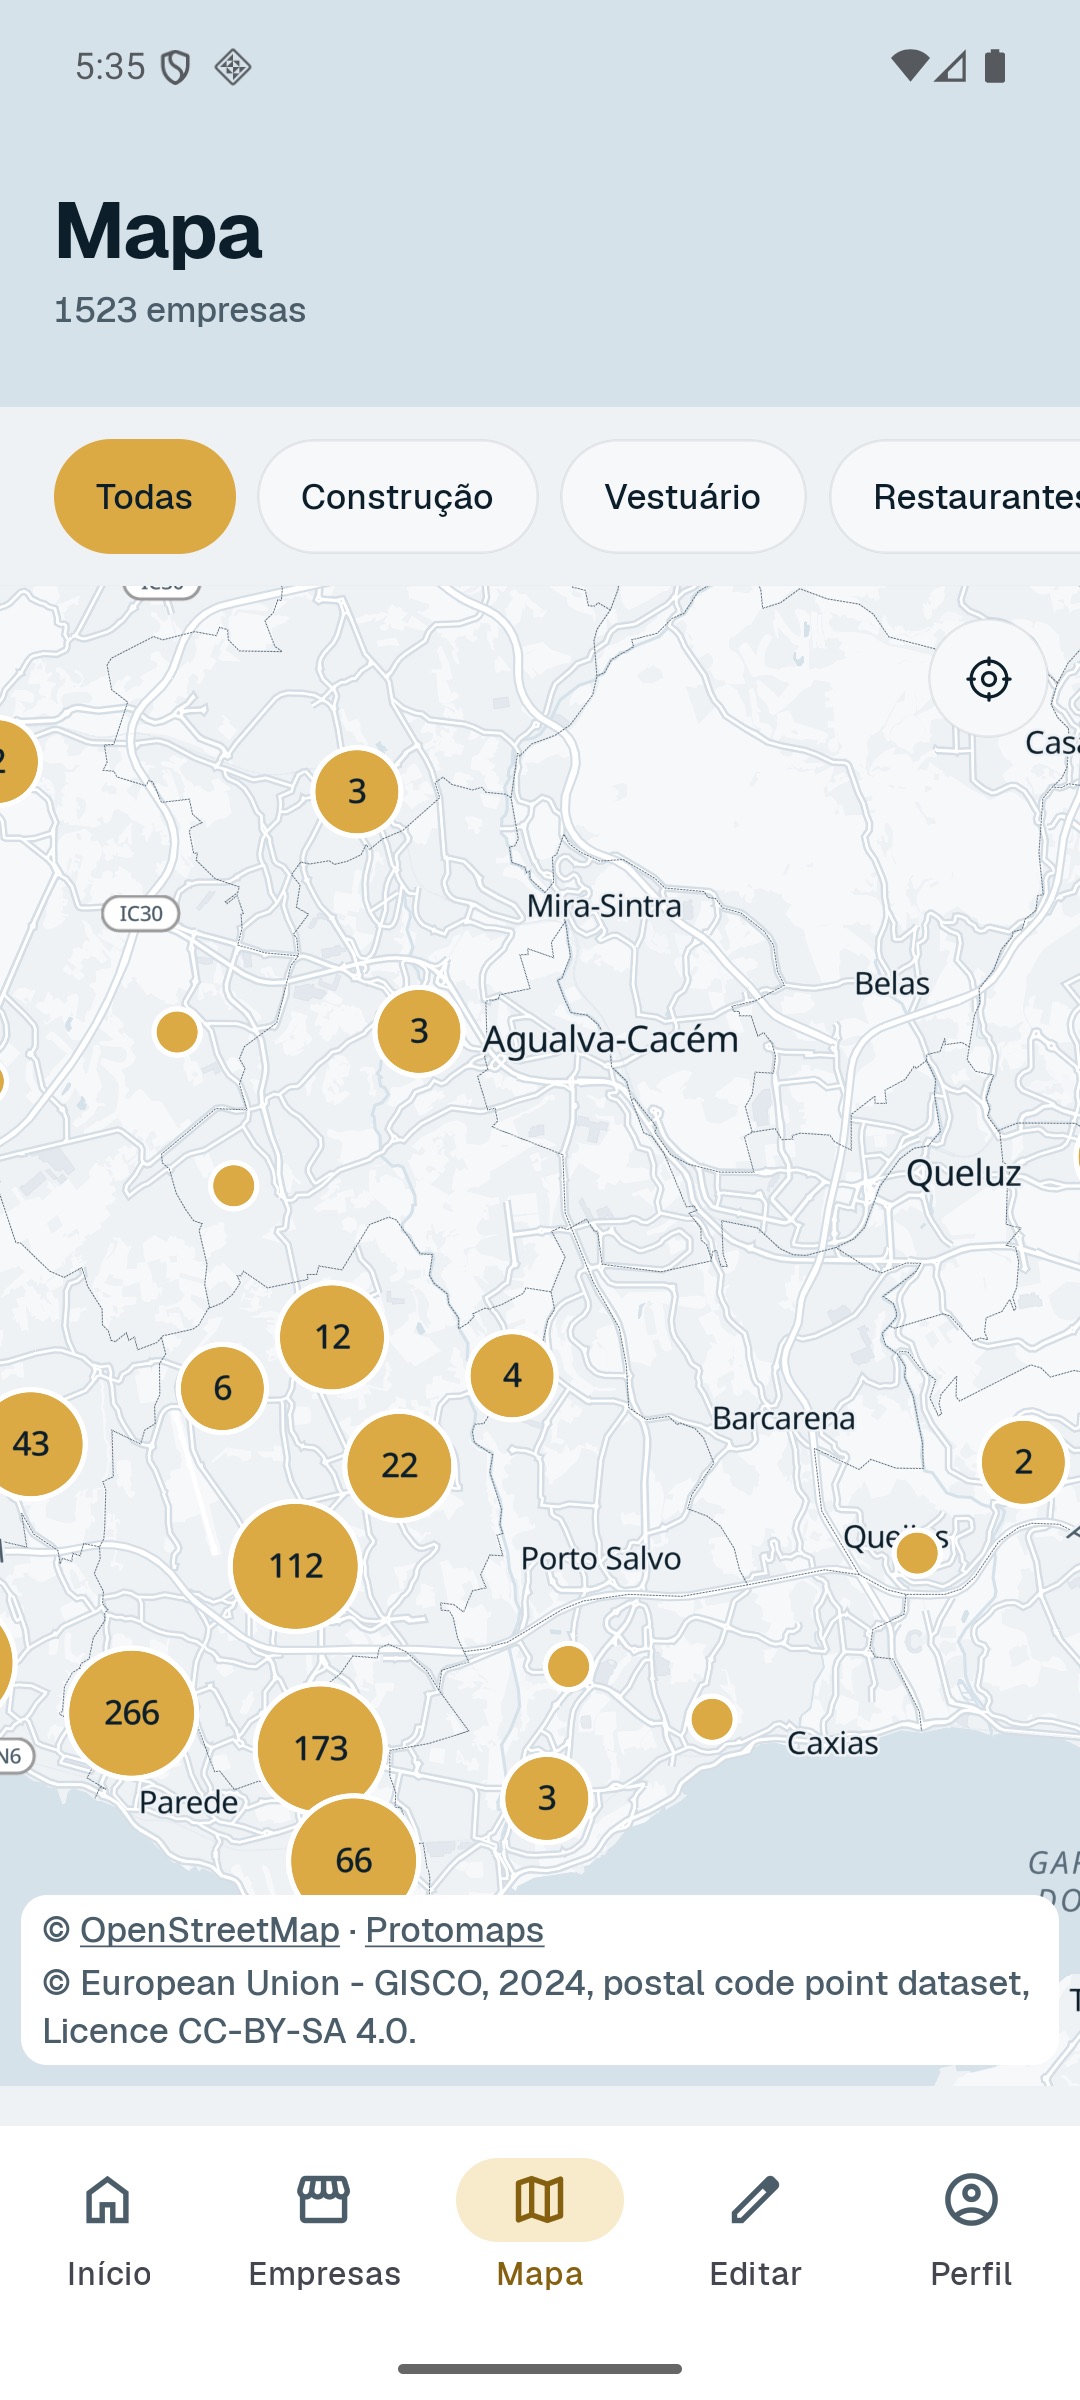 5:35
Mapa
1523 empresas
Todas
Construção
Vestuário
Restaurantes
2
3
IC30
Mira-Sintra
Belas
3
Agualva-Cacém
Queluz
12
6
4
43
22
Barcarena
2
112
Porto Salvo
266
173
N6
Caxias
Parede
3
66
© OpenStreetMap · Protomaps
© European Union - GISCO, 2024, postal code point dataset,
Licence CC-BY-SA 4.0.
Início
Empresas
Mapa
Editar
Perfil